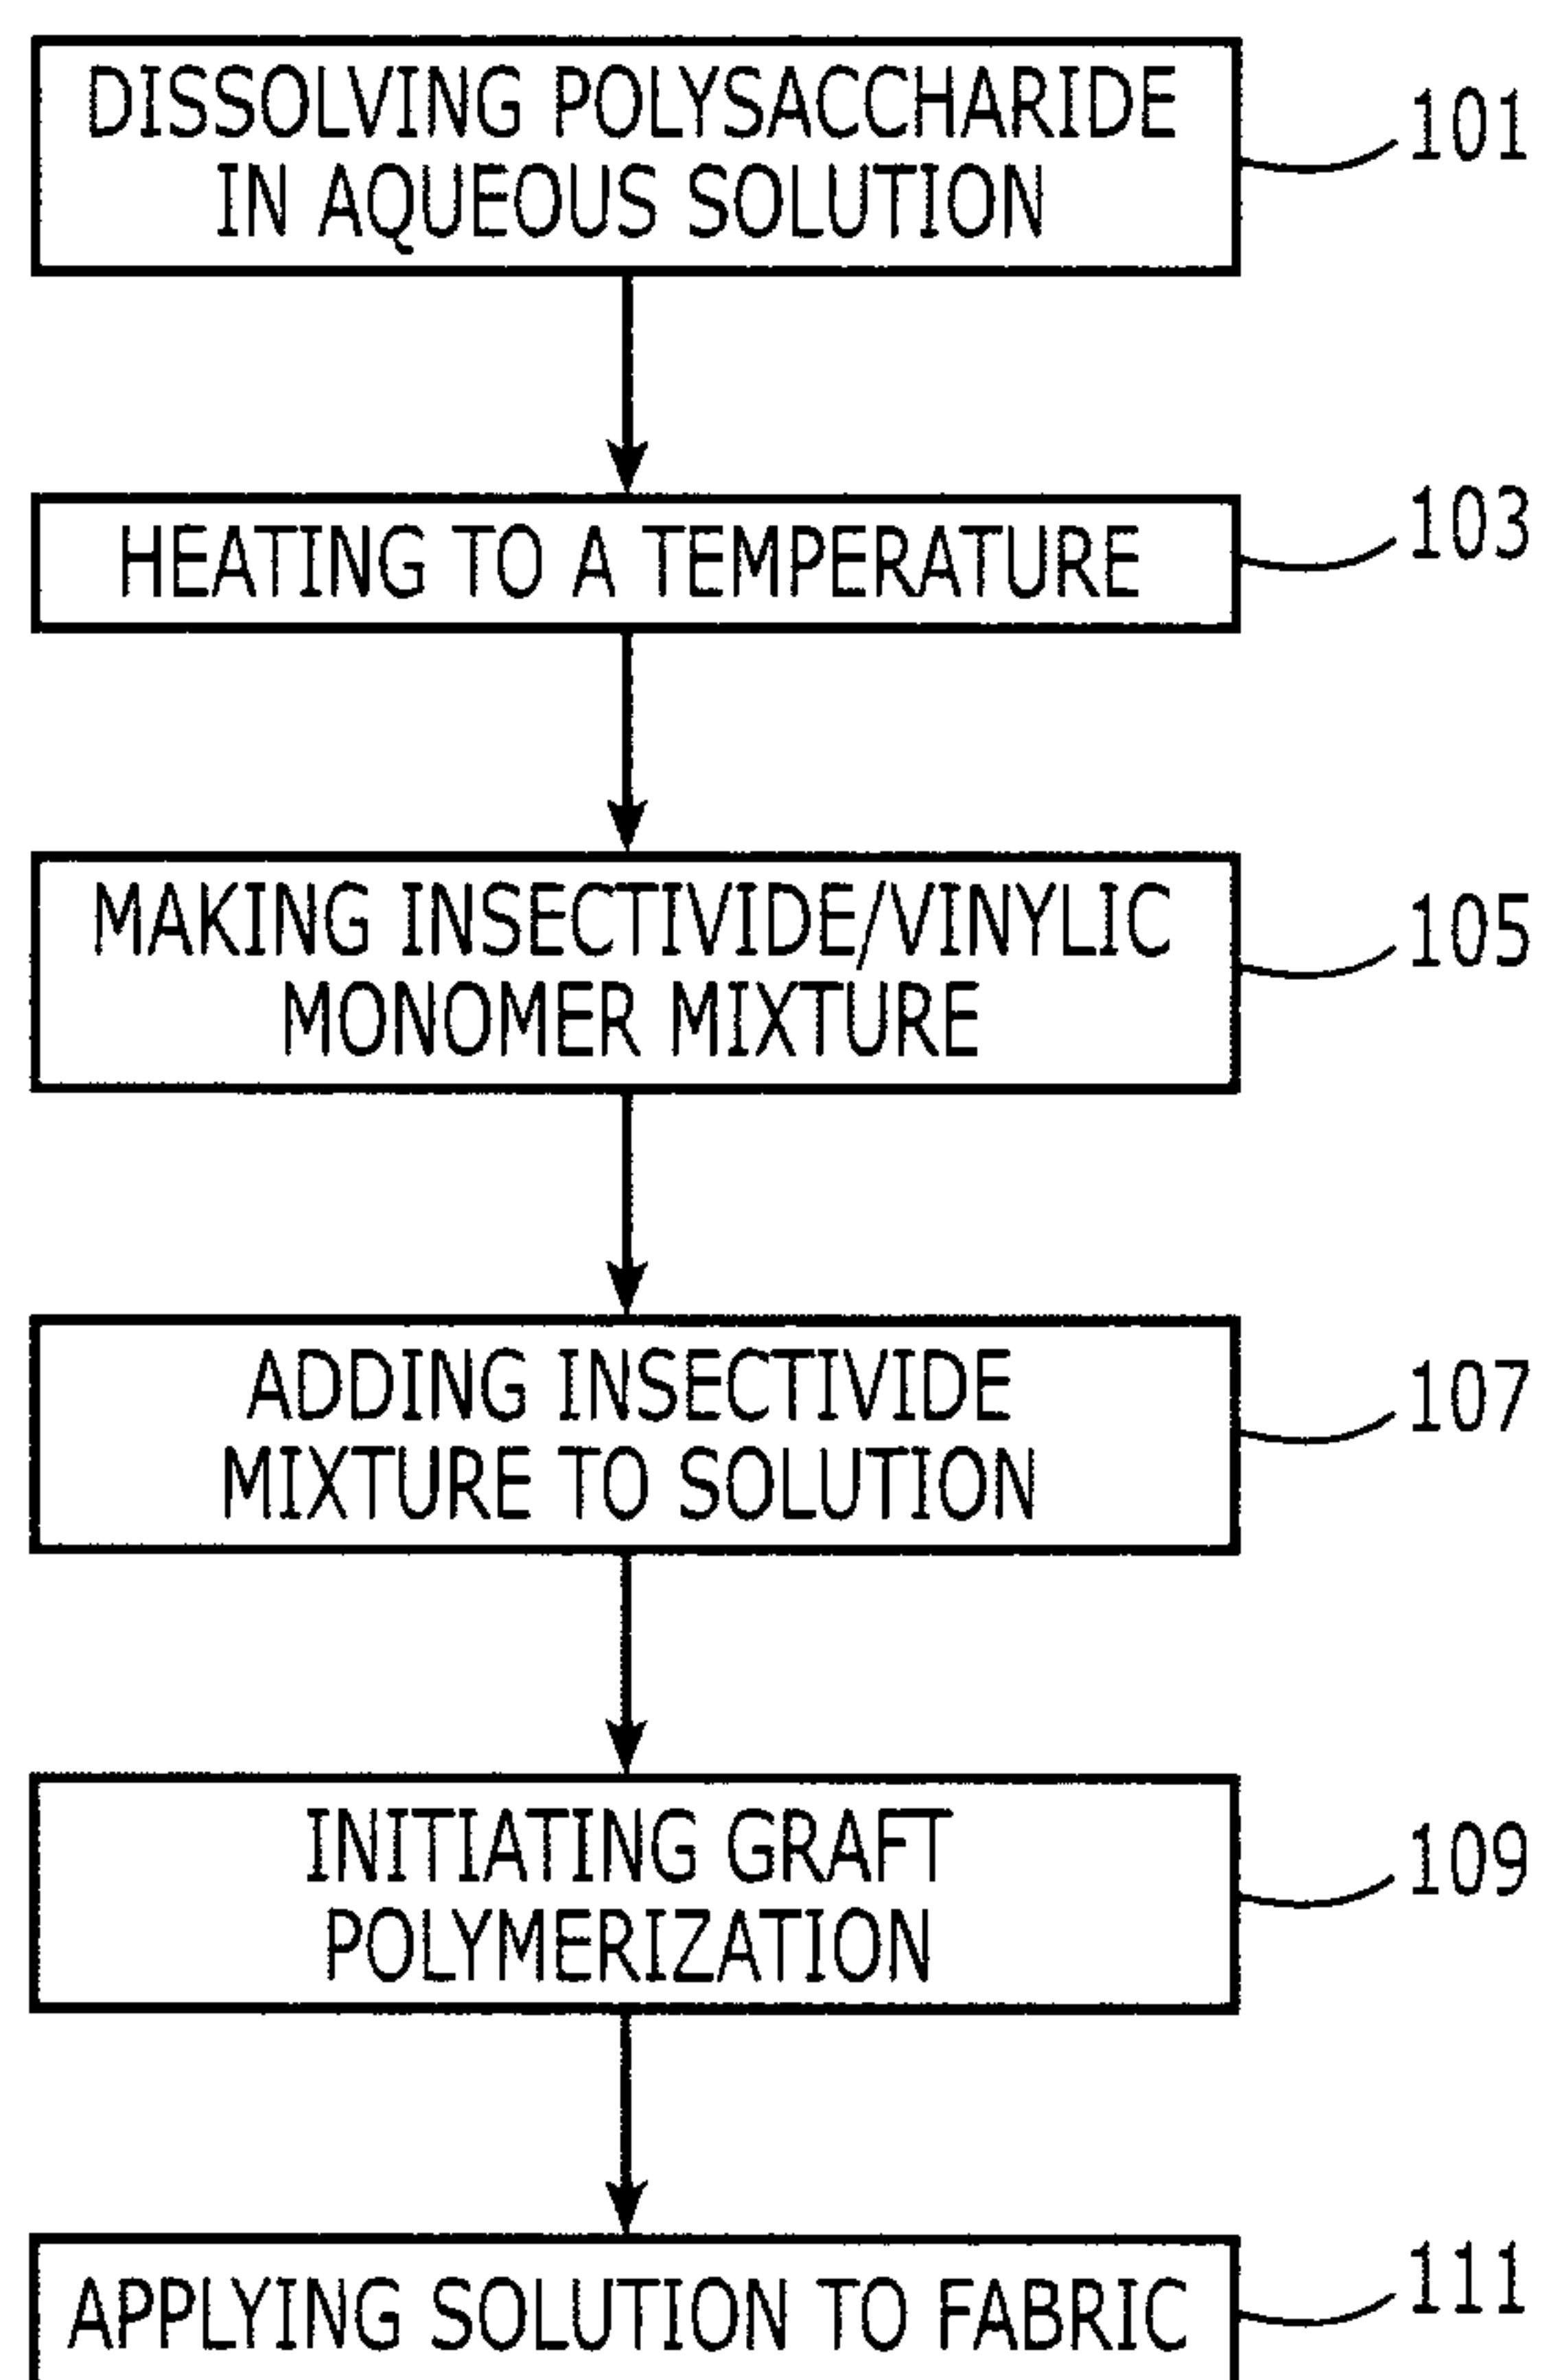 DISSOLVING POLYSACCHARIDE
IN AQUEOUS SOLUTION
101
HEATING TO A TEMPERATURE
103
MAKING INSECTIVIDE/VINYLIC
MONOMER MIXTURE
105
ADDING INSECTIVIDE
MIXTURE TO SOLUTION
107
INITIATING GRAFT
POLYMERIZATION
109
APPLYING SOLUTION TO FABRIC
111